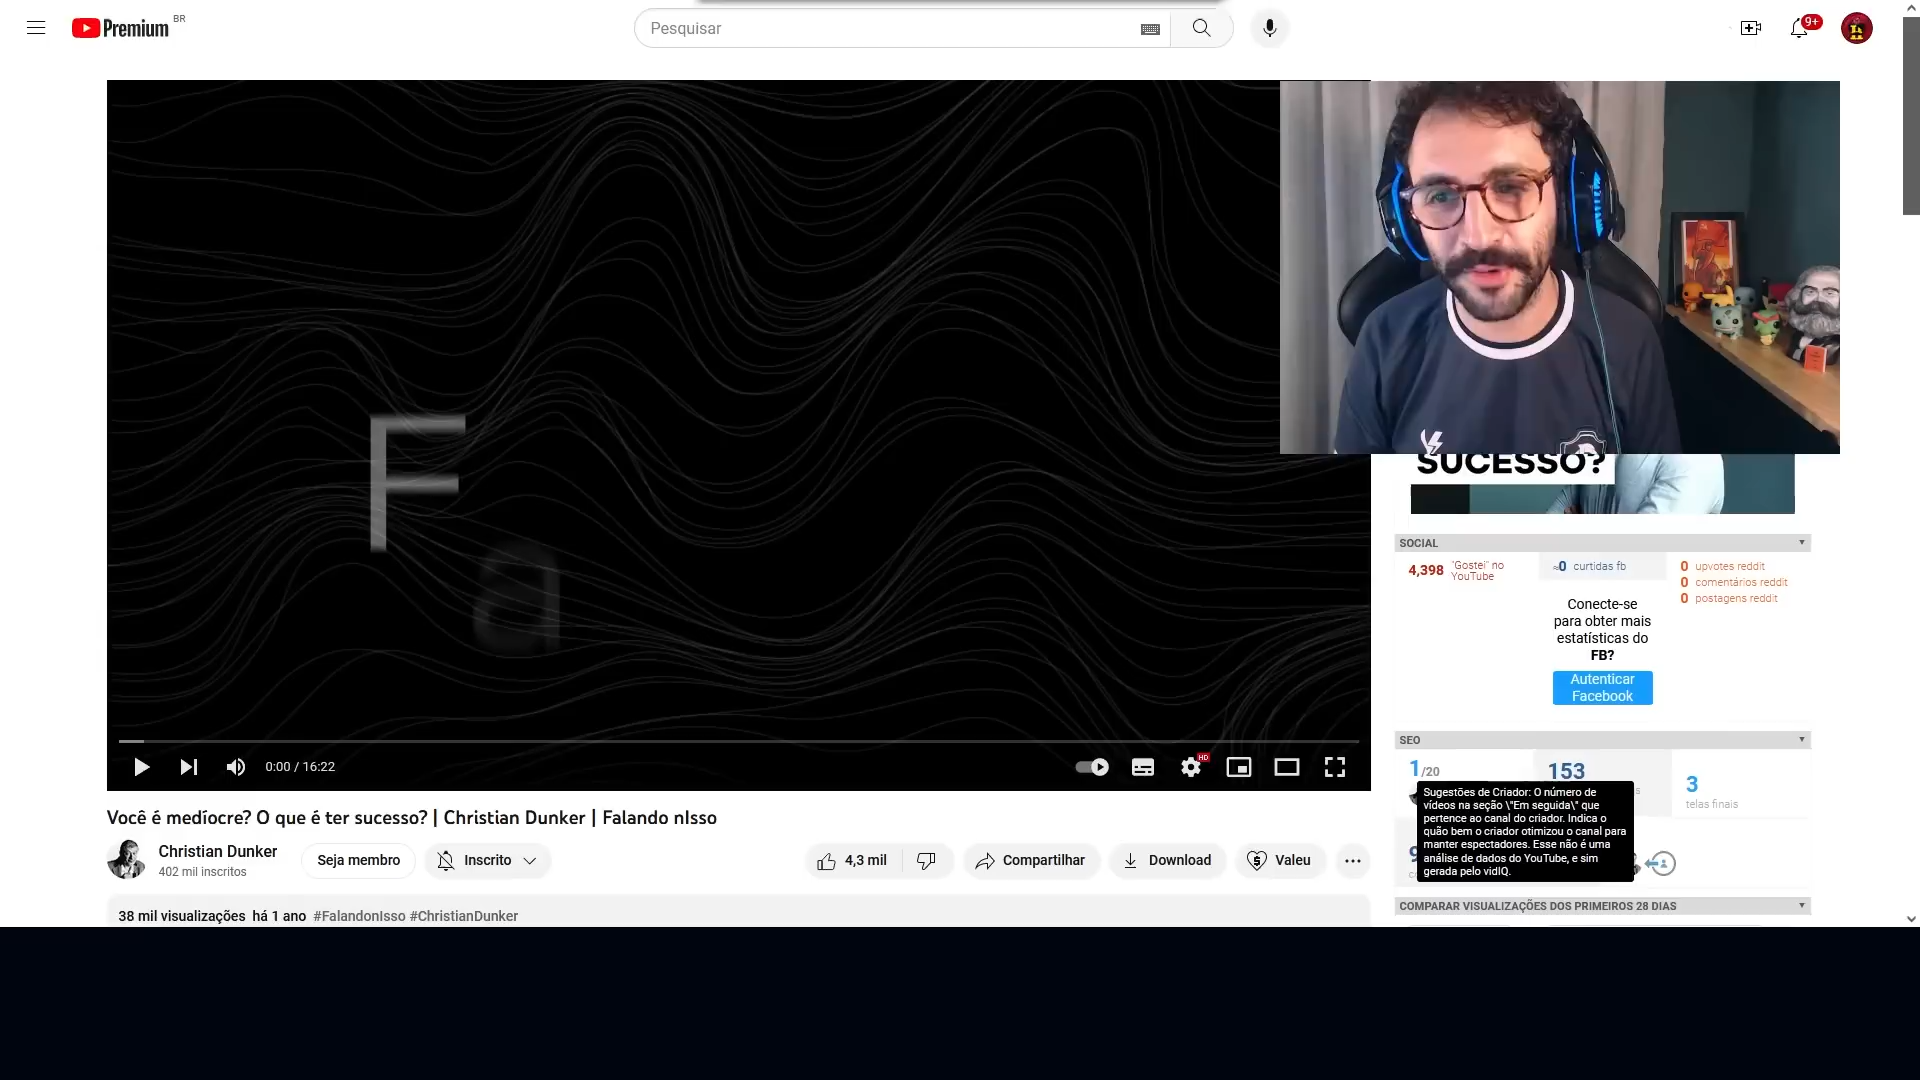 Premium BR
Pesquisar
9+
F
a
SUCESSO?
0:00 / 16:22
HD
Você é medíocre? O que é ter sucesso? | Christian Dunker | Falando nIsso
Christian Dunker
402 mil inscritos
Seja membro
Inscrito
4,3 mil
Compartilhar
Download
Valeu
38 mil visualizações há 1 ano #FalandonIsso #ChristianDunker
SOCIAL
4,398 "Gostei" no
YouTube
≈0 curtidas fb
0 upvotes reddit
0 comentários reddit
0 postagens reddit
Conecte-se
para obter mais
estatísticas do
FB?
Autenticar
Facebook
SEO
1/20
153
3
telas finais
Sugestões de Criador: O número de
vídeos na seção \"Em seguida\" que
pertence ao canal do criador. Indica o
quão bem o criador otimizou o canal para
manter espectadores. Esse não é uma
análise de dados do YouTube, e sim
gerada pelo vidIQ.
COMPARAR VISUALIZAÇÕES DOS PRIMEIROS 28 DIAS